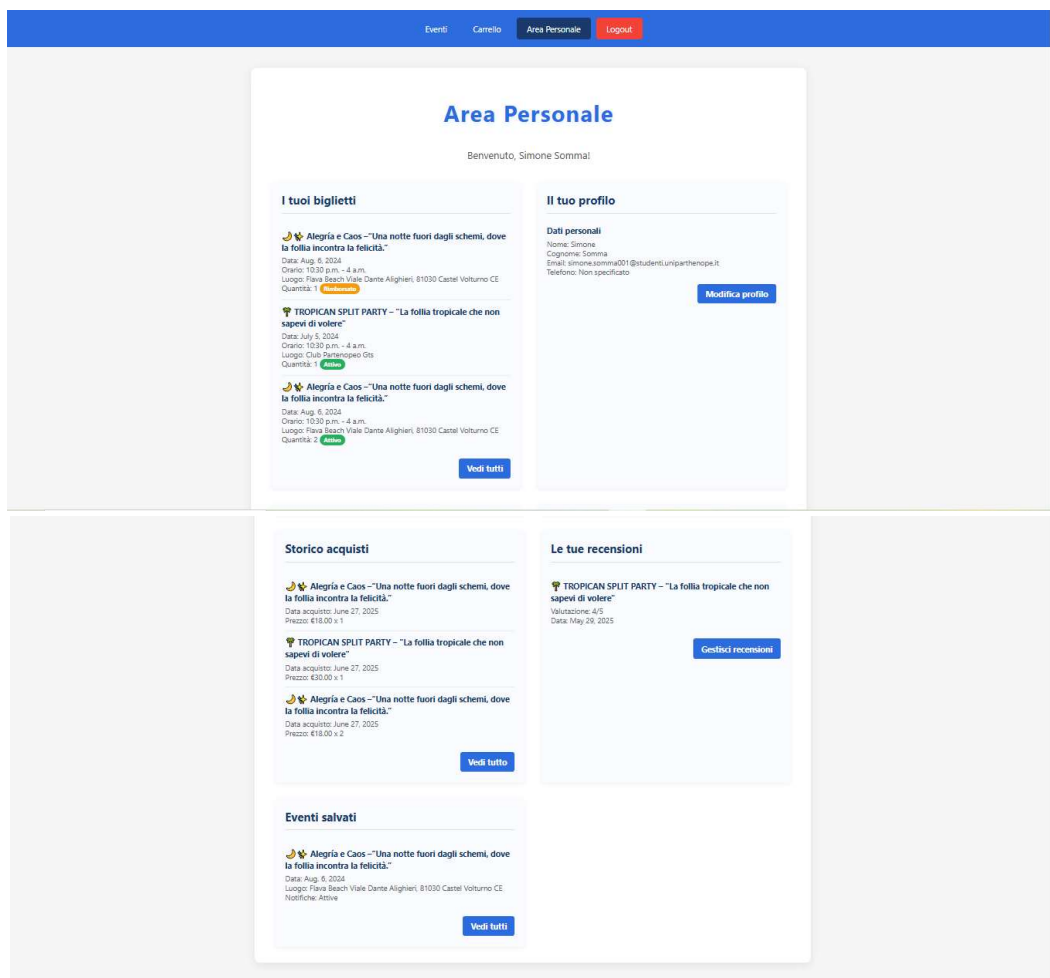 Eventi Carrello Area Personale Logout
Area Personale
Benvenuto, Simone Somma!
I tuoi biglietti
🌙✨ Alegría e Caos –"Una notte fuori dagli schemi, dove
la follia incontra la felicità."
Data: Aug. 6, 2024
Orario: 10:30 p.m. - 4 a.m.
Luogo: Flava Beach Viale Dante Alighieri, 81030 Castel Volturno CE
Quantità: 1 Rimborsato
🌴 TROPICAN SPLIT PARTY – "La follia tropicale che non
sapevi di volere"
Data: July 5, 2024
Orario: 10:30 p.m. - 4 a.m.
Luogo: Club Partenopeo Gts
Quantità: 1 Attivo
🌙✨ Alegría e Caos –"Una notte fuori dagli schemi, dove
la follia incontra la felicità."
Data: Aug. 6, 2024
Orario: 10:30 p.m. - 4 a.m.
Luogo: Flava Beach Viale Dante Alighieri, 81030 Castel Volturno CE
Quantità: 2 Attivo
Vedi tutti
Il tuo profilo
Dati personali
Nome: Simone
Cognome: Somma
Email: simone.somma001@studenti.uniparthenope.it
Telefono: Non specificato
Modifica profilo
Storico acquisti
🌙✨ Alegría e Caos –"Una notte fuori dagli schemi, dove
la follia incontra la felicità."
Data acquisto: June 27, 2025
Prezzo: €18.00 x 1
🌴 TROPICAN SPLIT PARTY – "La follia tropicale che non
sapevi di volere"
Data acquisto: June 27, 2025
Prezzo: €30.00 x 1
🌙✨ Alegría e Caos –"Una notte fuori dagli schemi, dove
la follia incontra la felicità."
Data acquisto: June 27, 2025
Prezzo: €18.00 x 2
Vedi tutto
Le tue recensioni
🌴 TROPICAN SPLIT PARTY – "La follia tropicale che non
sapevi di volere"
Valutazione: 4/5
Data: May 29, 2025
Gestisci recensioni
Eventi salvati
🌙✨ Alegría e Caos –"Una notte fuori dagli schemi, dove
la follia incontra la felicità."
Data: Aug. 6, 2024
Luogo: Flava Beach Viale Dante Alighieri, 81030 Castel Volturno CE
Notifiche: Attive
Vedi tutti